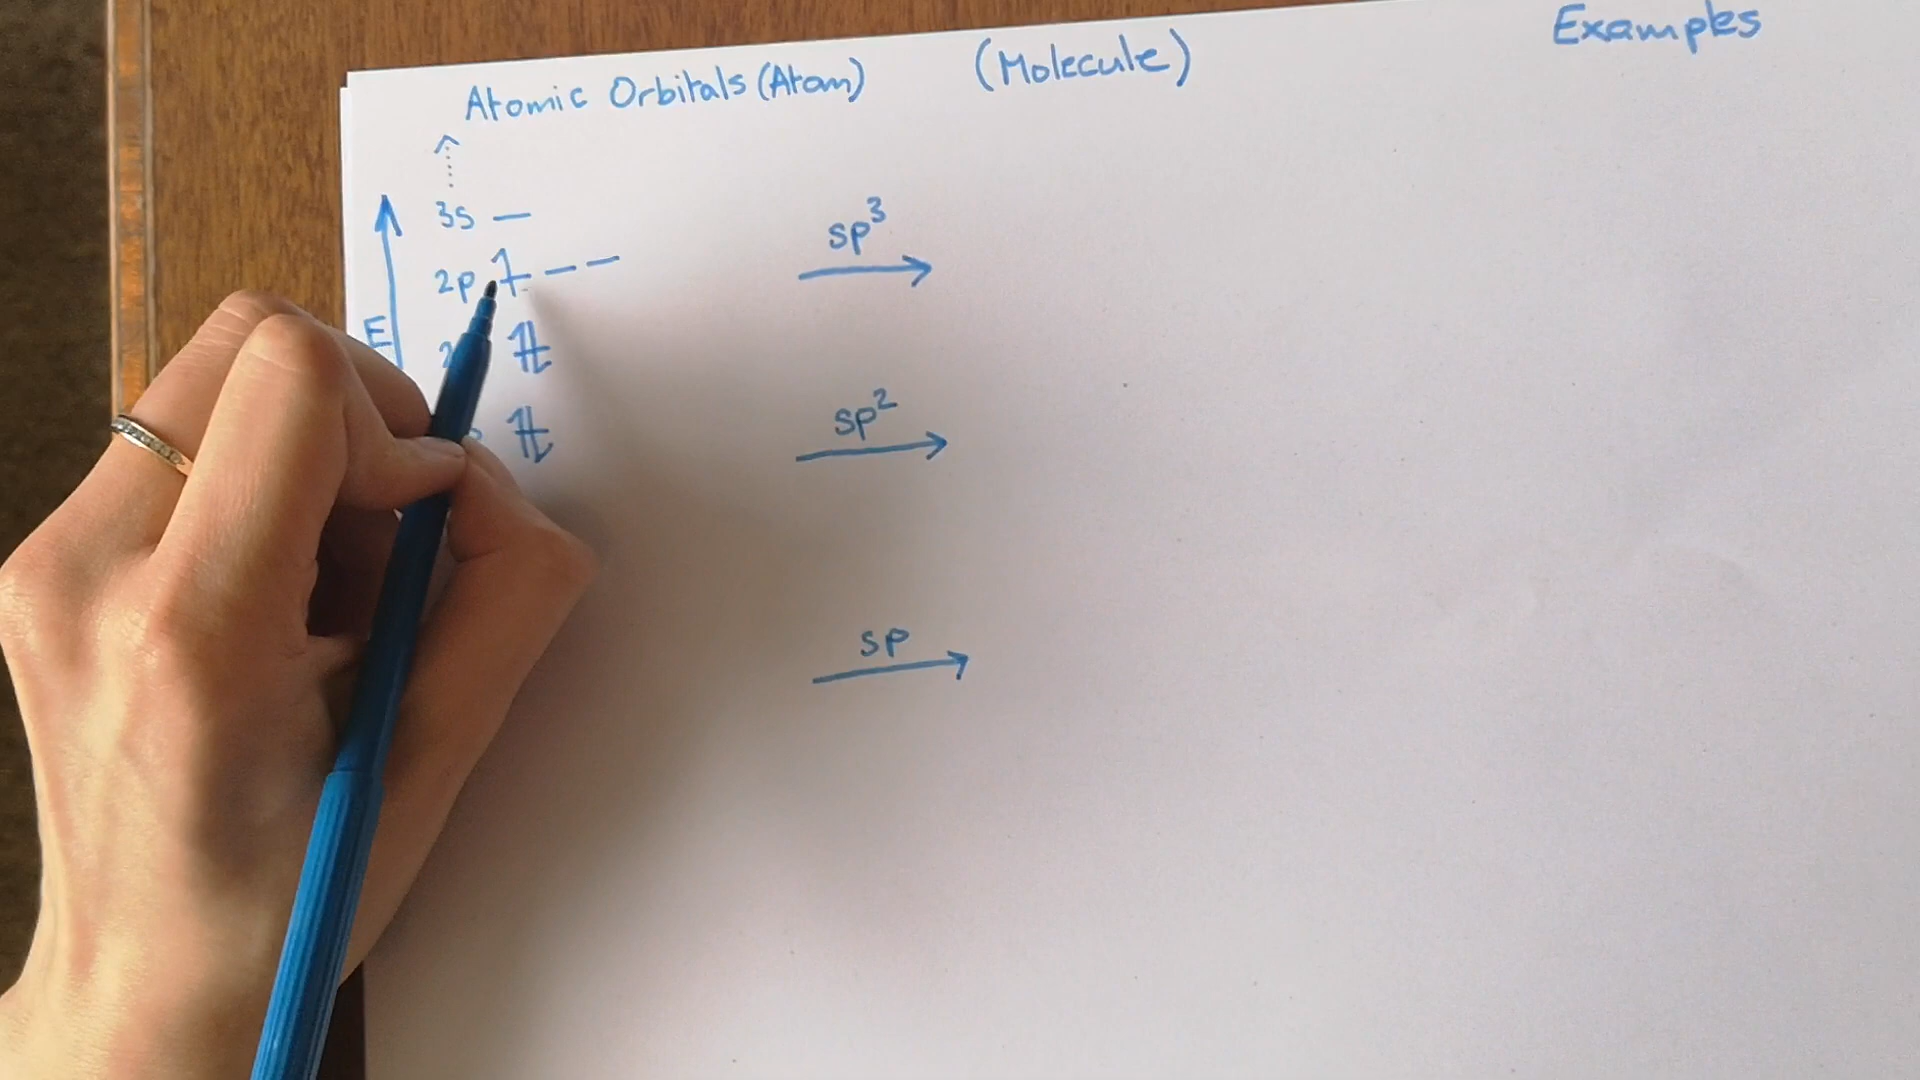 Atomic Orbitals (Atom) (Molecule) Examples
3s
2p
E
sp³
sp²
sp